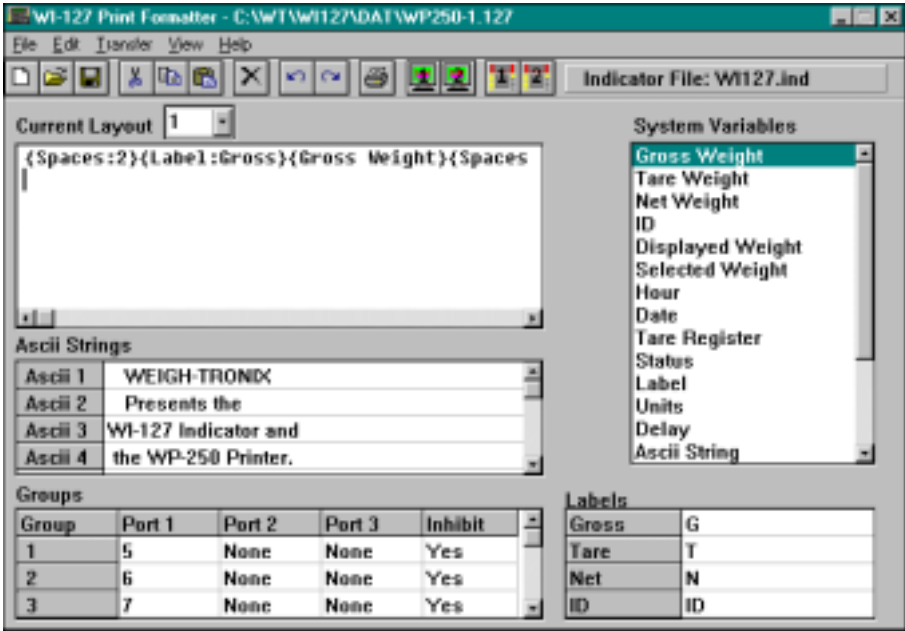 WI-127 Print Formatter - C:\WT\WI127\DAT\WP250-1.127
File Edit Transfer View Help
1 2 Indicator File: WI127.ind
Current Layout 1
{Spaces:2}{Label:Gross}{Gross Weight}{Spaces
System Variables
Gross Weight
Tare Weight
Net Weight
ID
Displayed Weight
Selected Weight
Hour
Date
Tare Register
Status
Label
Units
Delay
Ascii String
Ascii Strings
Ascii 1 WEIGH-TRONIX
Ascii 2 Presents the
Ascii 3 WI-127 Indicator and
Ascii 4 the WP-250 Printer.
Groups
Group Port 1 Port 2 Port 3 Inhibit
1 5 None None Yes
2 6 None None Yes
3 7 None None Yes
Labels
Gross G
Tare T
Net N
ID ID